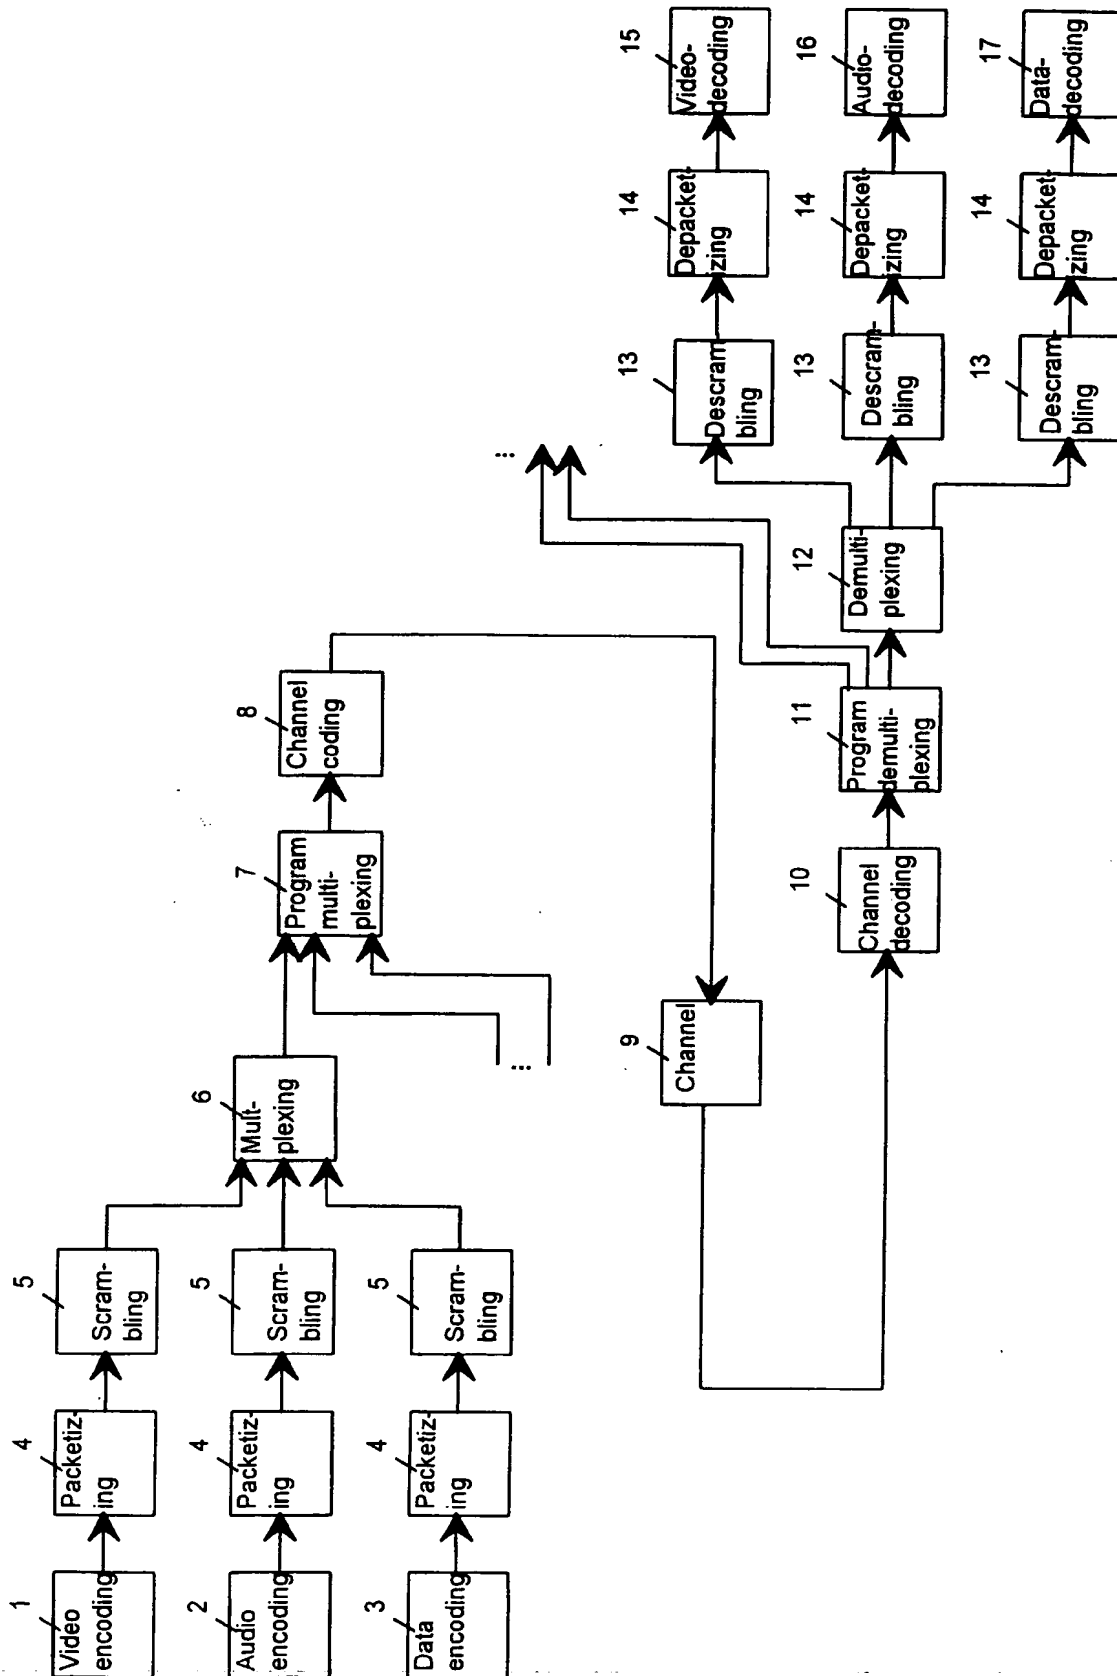 1
Video
encoding
4
Packetiz-
ing
5
Scram-
bling
2
Audio
encoding
4
Packetiz-
ing
5
Scram-
bling
3
Data
encoding
4
Packetiz-
ing
5
Scram-
bling
6
Mult-
plexing
...
7
Program
multi-
plexing
8
Channel
coding
9
Channel
10
Channel
decoding
11
Program
demulti-
plexing
...
12
Demulti-
plexing
13
Descram-
bling
14
Depacket-
izing
15
Video-
decoding
13
Descram-
bling
14
Depacket-
izing
16
Audio-
decoding
13
Descram-
bling
14
Depacket-
izing
17
Data-
decoding